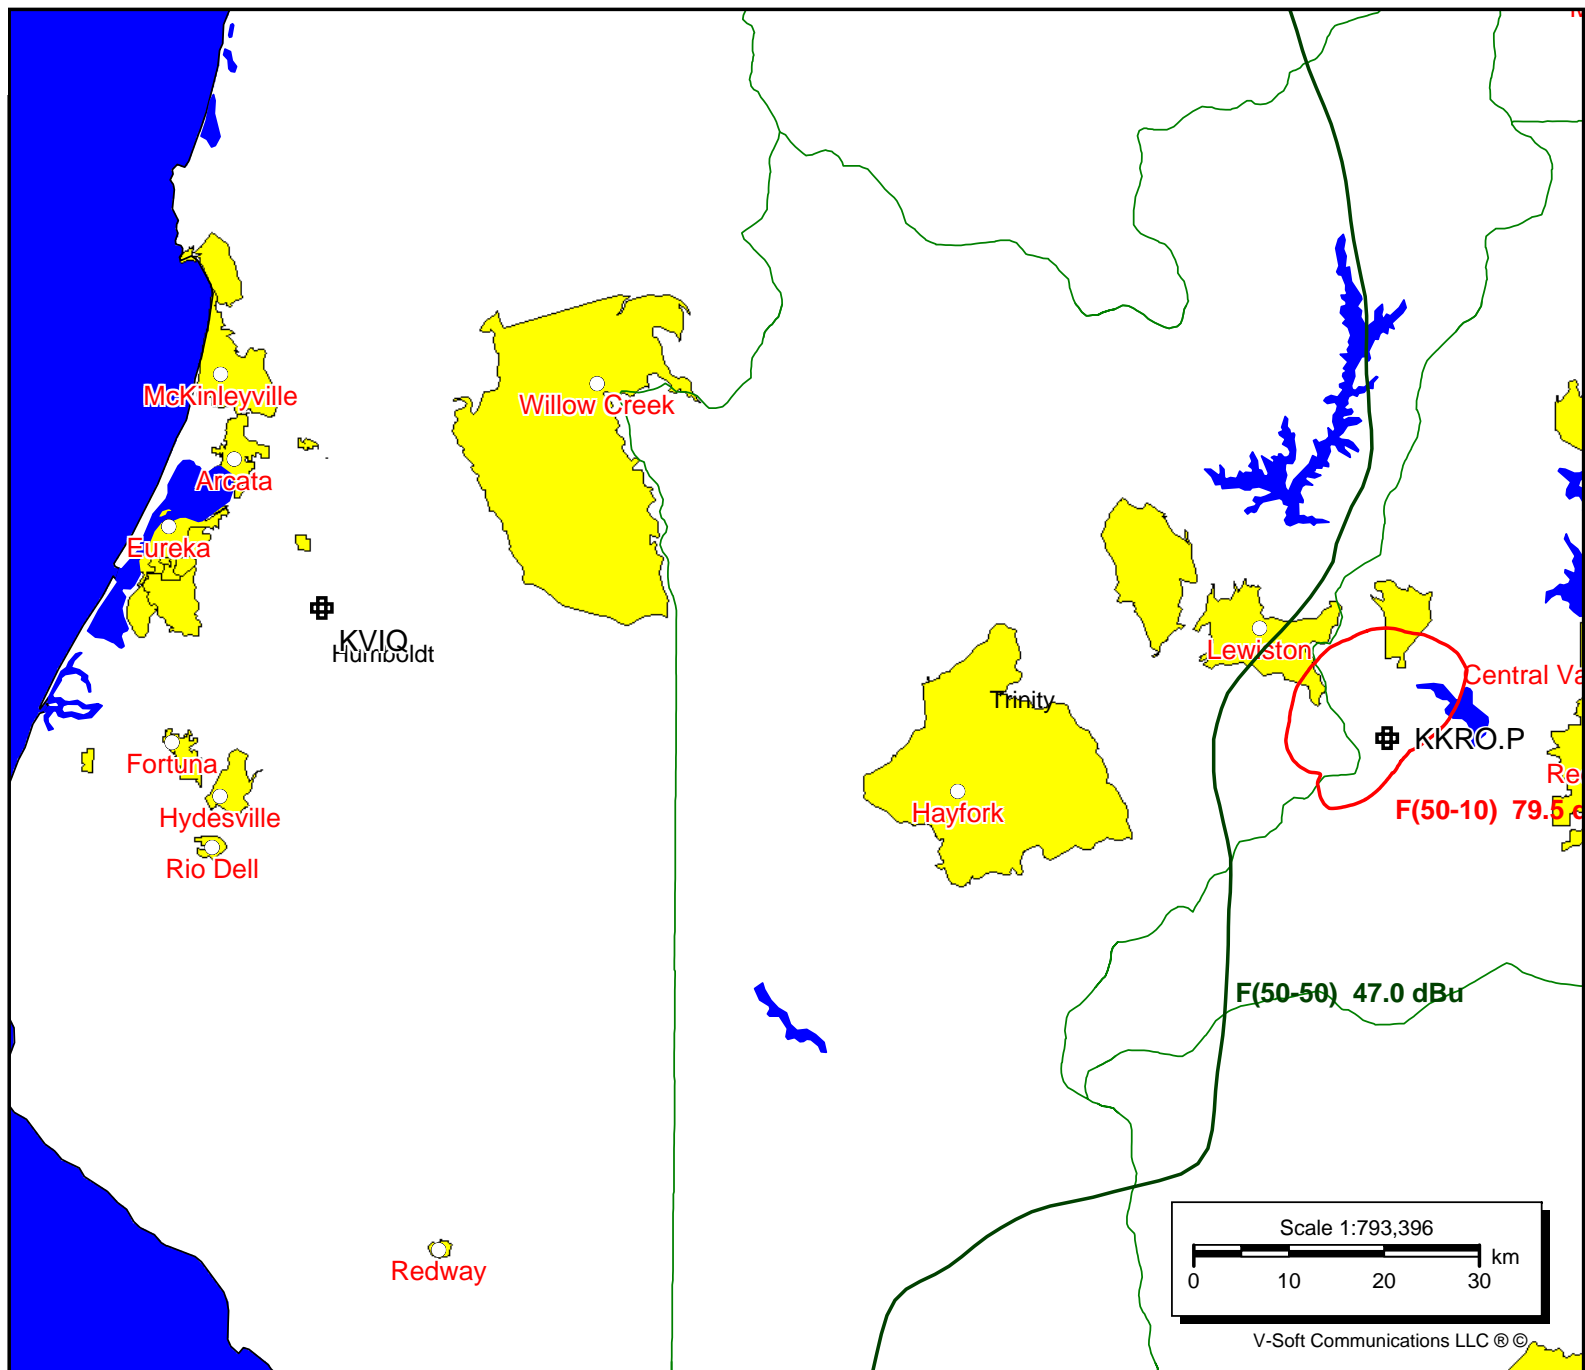 McKinleyville
Willow Creek
Arcata
Eureka
KVIQ
Humboldt
Lewiston
Central Va
Trinity
KKRO.P
Fortuna
Re
Hayfork
F(50-10) 79.5
Hydesville
Rio Dell
F(50-50) 47.0 dBu
Redway
Scale 1:793,396
km
0 10 20 30
V-Soft Communications LLC ® ©